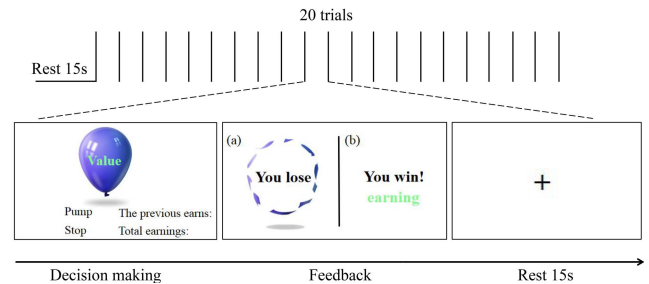 20 trials
Rest 15s
Value
Pump The previous earns:
Stop Total earnings:
(a)
You lose
(b)
You win!
earning
+
Decision making Feedback Rest 15s